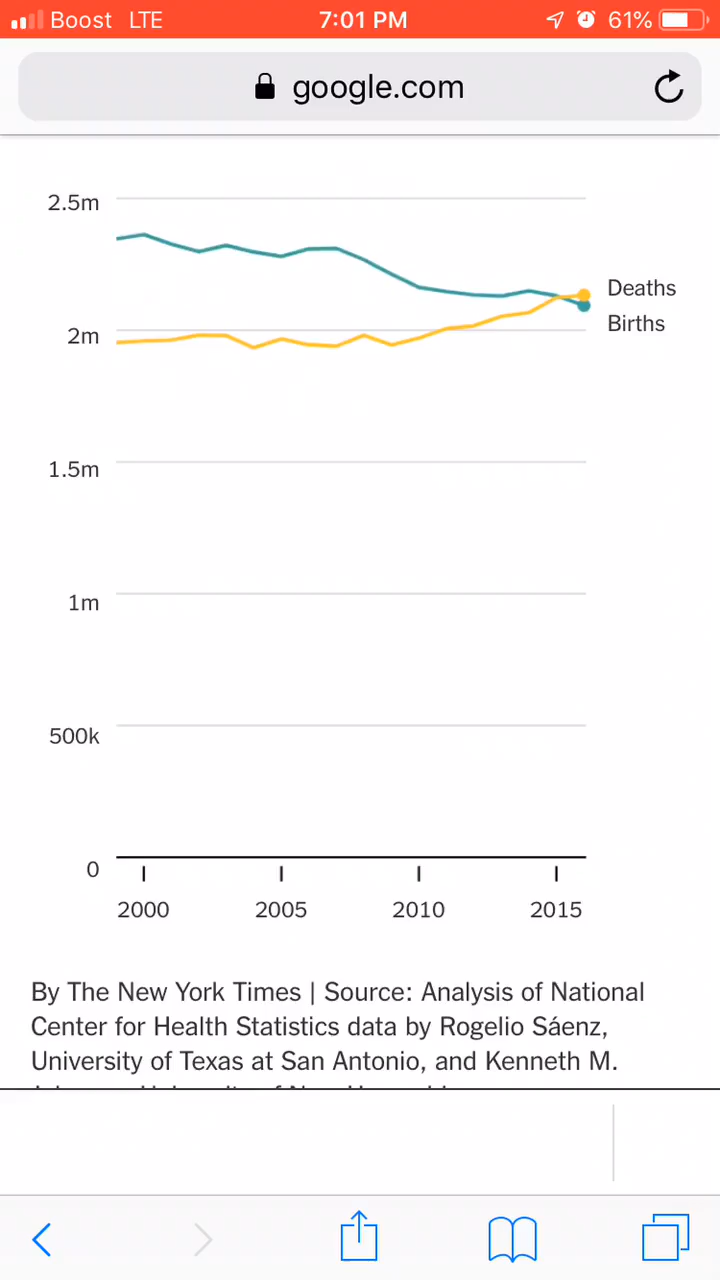 Boost LTE 7:01 PM 61%
google.com
2.5m
Deaths
Births
2m
1.5m
1m
500k
0
2000 2005 2010 2015
By The New York Times | Source: Analysis of National
Center for Health Statistics data by Rogelio Sáenz,
University of Texas at San Antonio, and Kenneth M.